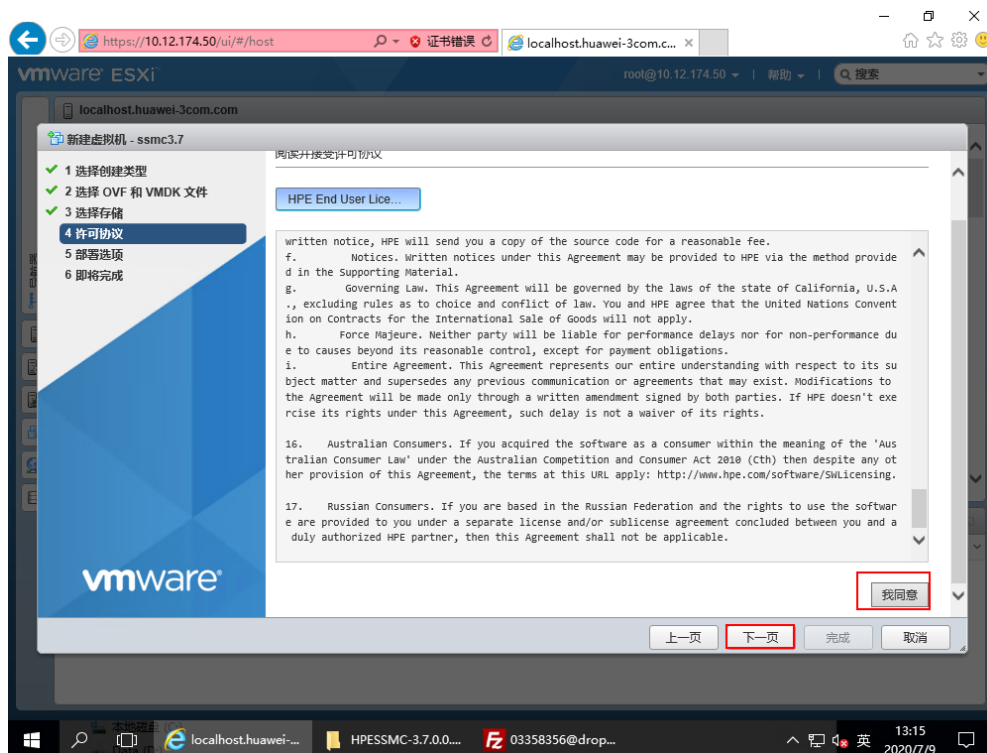 https://10.12.174.50/ui/#/host
证书错误
localhost.huawei-3com.c...
vmware ESXi
root@10.12.174.50
帮助
搜索
localhost.huawei-3com.com
新建虚拟机 - ssmc3.7
1 选择创建类型
2 选择 OVF 和 VMDK 文件
3 选择存储
4 许可协议
5 部署选项
6 即将完成
阅读并接受许可协议
HPE End User Lice...
written notice, HPE will send you a copy of the source code for a reasonable fee.
f. Notices. Written notices under this Agreement may be provided to HPE via the method provide
d in the Supporting Material.
g. Governing Law. This Agreement will be governed by the laws of the state of California, U.S.A
., excluding rules as to choice and conflict of law. You and HPE agree that the United Nations Convent
ion on Contracts for the International Sale of Goods will not apply.
h. Force Majeure. Neither party will be liable for performance delays nor for non-performance du
e to causes beyond its reasonable control, except for payment obligations.
i. Entire Agreement. This Agreement represents our entire understanding with respect to its su
bject matter and supersedes any previous communication or agreements that may exist. Modifications to
the Agreement will be made only through a written amendment signed by both parties. If HPE doesn't exe
rcise its rights under this Agreement, such delay is not a waiver of its rights.
16. Australian Consumers. If you acquired the software as a consumer within the meaning of the 'Aus
tralian Consumer Law' under the Australian Competition and Consumer Act 2010 (Cth) then despite any ot
her provision of this Agreement, the terms at this URL apply: http://www.hpe.com/software/SWLicensing.
17. Russian Consumers. If you are based in the Russian Federation and the rights to use the softwar
e are provided to you under a separate license and/or sublicense agreement concluded between you and a
duly authorized HPE partner, then this Agreement shall not be applicable.
vmware
我同意
上一页
下一页
完成
取消
localhost.huawei-...
HPESSMC-3.7.0.0....
03358356@drop...
英
13:15
2020/7/9